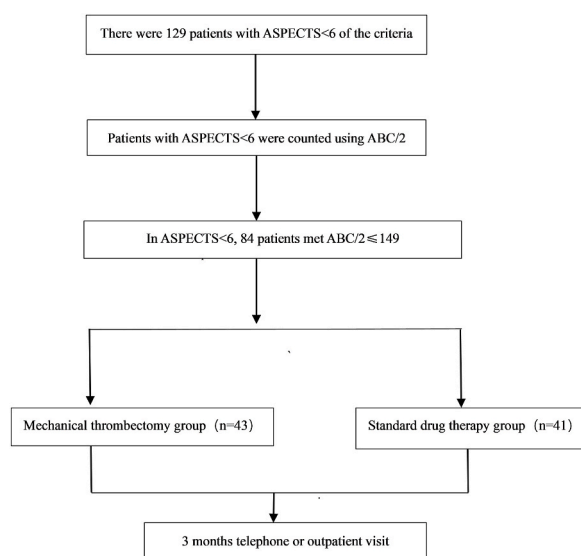 There were 129 patients with ASPECTS<6 of the criteria
Patients with ASPECTS<6 were counted using ABC/2
In ASPECTS<6, 84 patients met ABC/2⩽149
Mechanical thrombectomy group（n=43）
Standard drug therapy group（n=41）
3 months telephone or outpatient visit